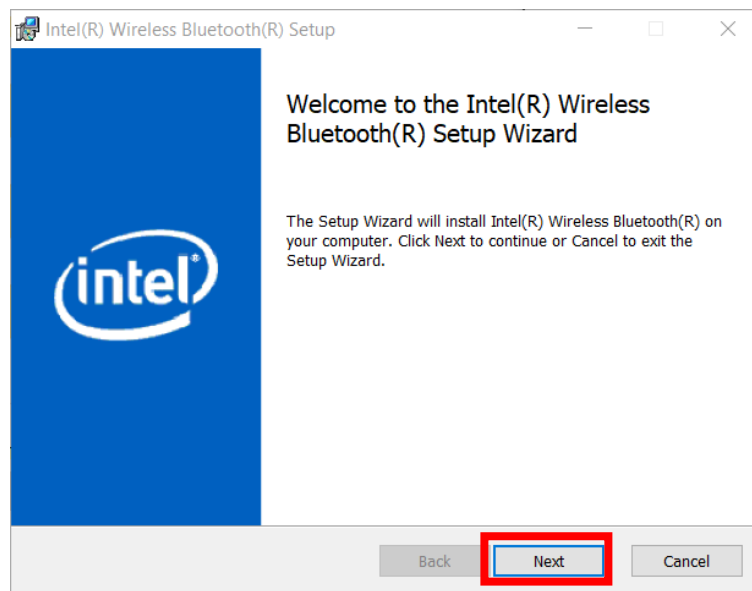 Intel(R) Wireless Bluetooth(R) Setup
Welcome to the Intel(R) Wireless
Bluetooth(R) Setup Wizard
The Setup Wizard will install Intel(R) Wireless Bluetooth(R) on
your computer. Click Next to continue or Cancel to exit the
Setup Wizard.
intel®
Back Next Cancel